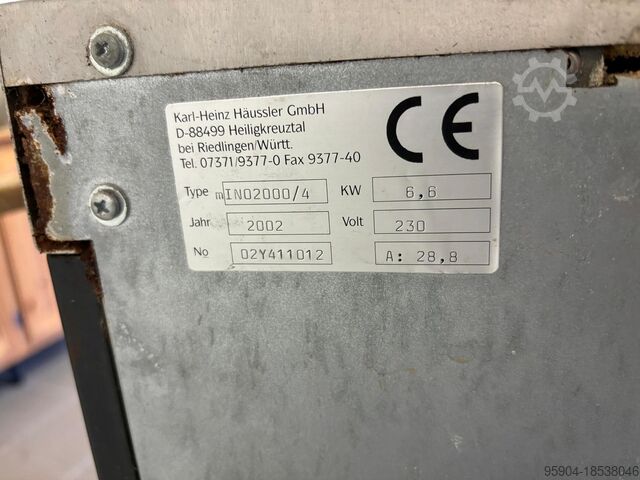 Karl-Heinz Häussler GmbH
D-88499 Heiligkreuztal
bei Riedlingen/Württ.
Tel. 07371/9377-0 Fax 9377-40
CE
Type mINO2000/4 KW 6,6
Jahr 2002 Volt 230
No 02Y411012 A: 28,8
95904-18538046